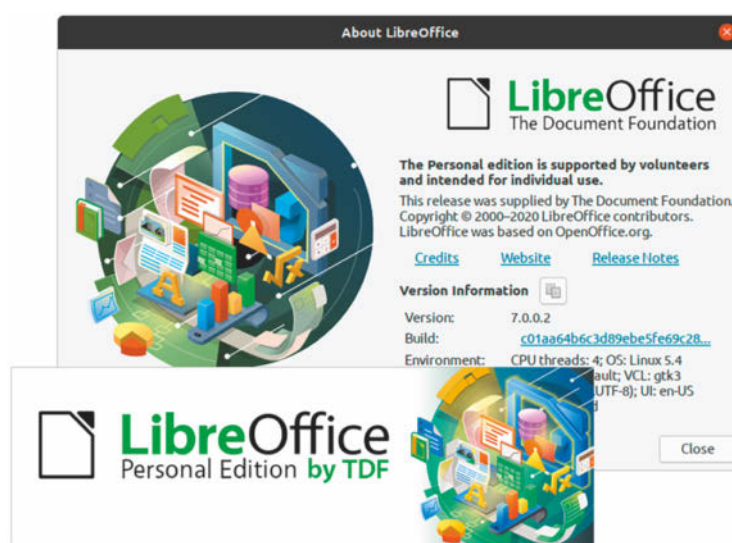 About LibreOffice
LibreOffice
The Document Foundation
The Personal edition is supported by volunteers
and intended for individual use.
This release was supplied by The Document Foundation.
Copyright © 2000–2020 LibreOffice contributors.
LibreOffice was based on OpenOffice.org.
Credits Website Release Notes
Version Information
Version: 7.0.0.2
Build: c01aa64b6c3d89ebe5fe69c28...
Environment: CPU threads: 4; OS: Linux 5.4
ault; VCL: gtk3
UTF-8); UI: en-US
Close
LibreOffice
Personal Edition by TDF